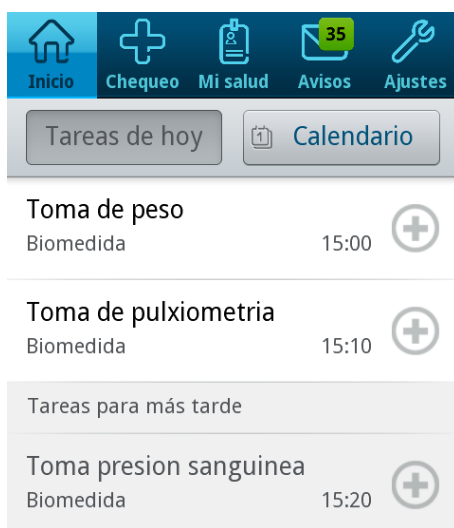 35
Inicio Chequeo Mi salud Avisos Ajustes
Tareas de hoy 1 Calendario
Toma de peso
Biomedida 15:00
Toma de pulxiometria
Biomedida 15:10
Tareas para más tarde
Toma presion sanguinea
Biomedida 15:20